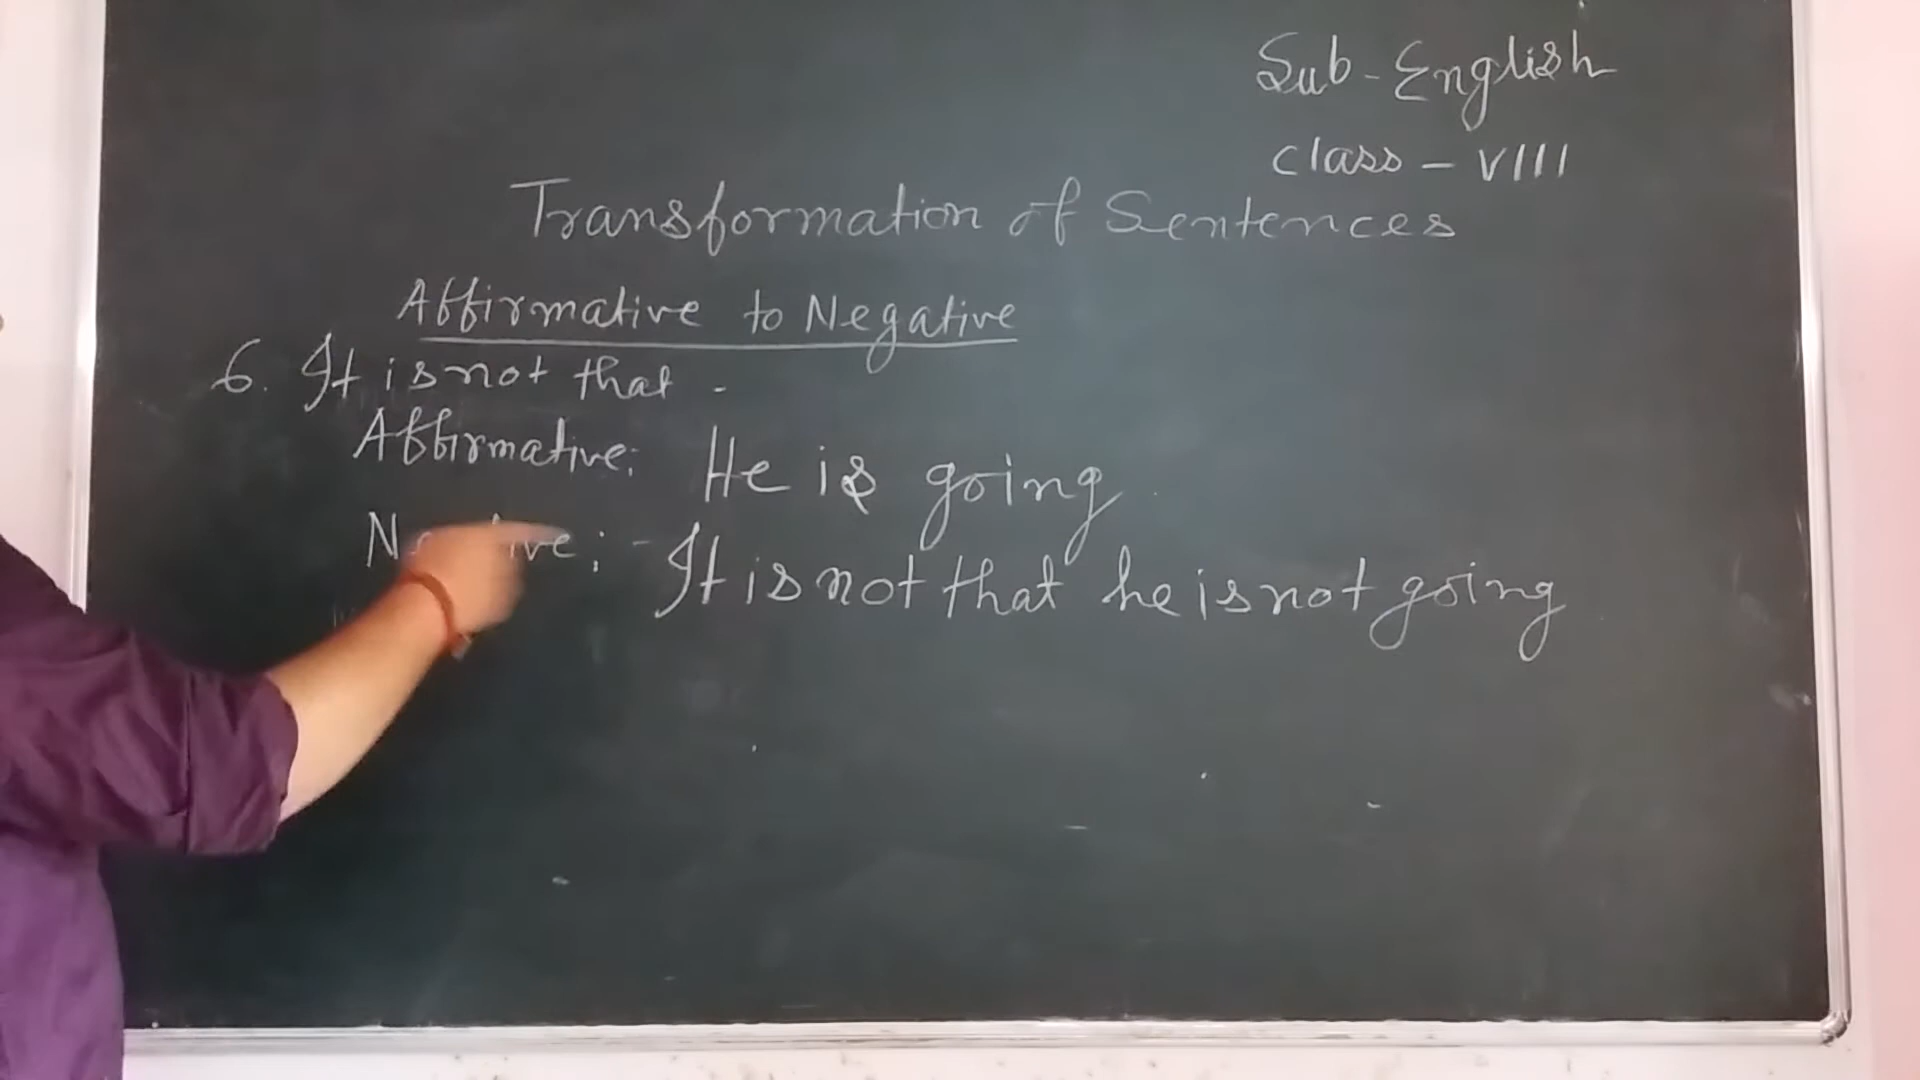 Sub - English
Class - VIII
Transformation of Sentences
Affirmative to Negative
6. It is not that -
Affirmative: He is going.
: - It is not that he is not going